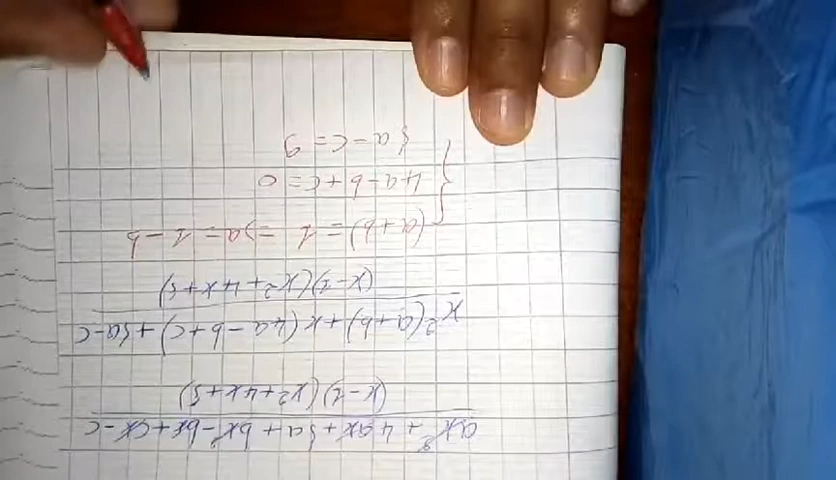 ax² + 4ax + 5a + bx² - bx + cx - c
(x-1)(x²+4x+5)
x²(a+b)+x(4a-b+c)+5a-c
(x-1)(x²+4x+5)
(a+b)=1 => a=1-b
4a-b+c=0
5a-c=9